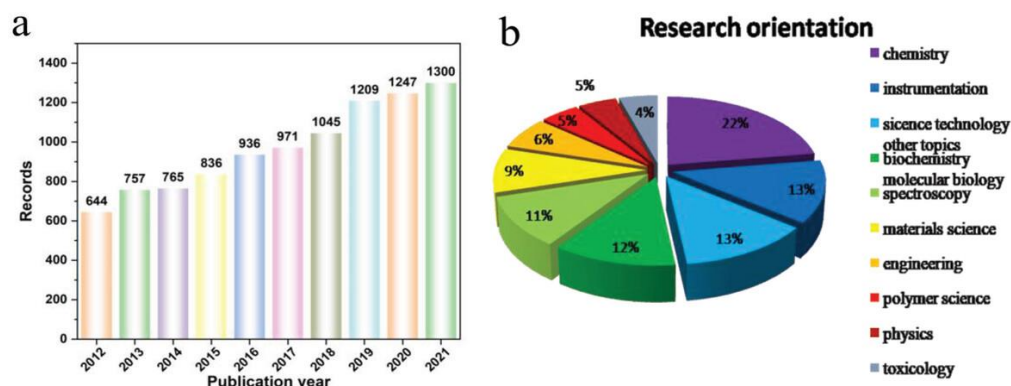 a
1400
1200
1000
800
600
400
200
0
Records
644
757
765
836
936
971
1045
1209
1247
1300
2012
2013
2014
2015
2016
2017
2018
2019
2020
2021
Publication year
b
Research orientation
22%
13%
13%
12%
11%
9%
6%
5%
5%
4%
chemistry
instrumentation
sicence technology
other topics
biochemistry
molecular biology
spectroscopy
materials science
engineering
polymer science
physics
toxicology